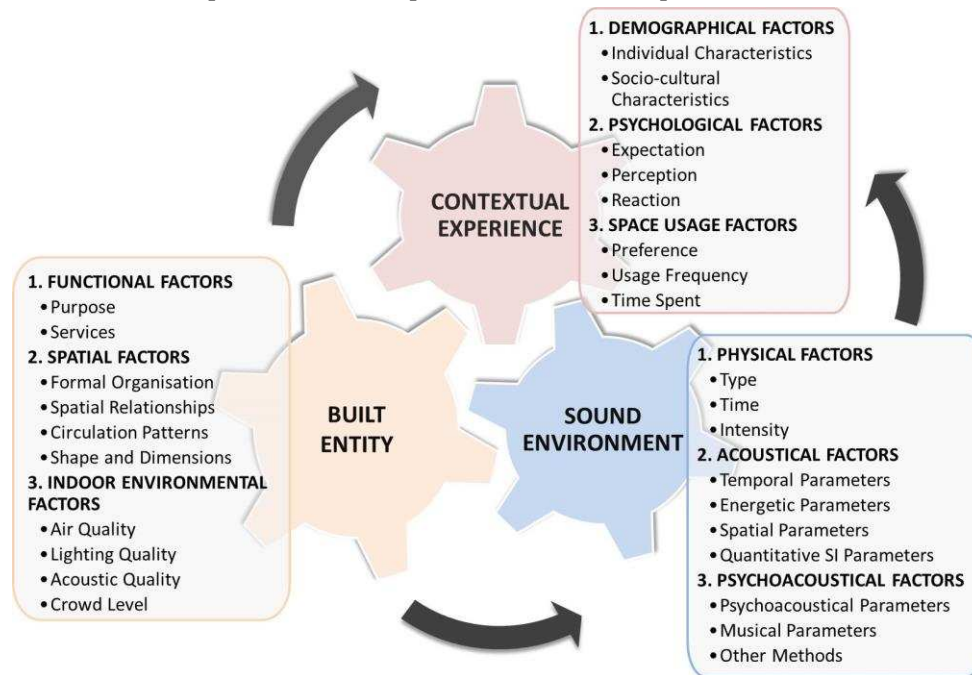 1. DEMOGRAPHICAL FACTORS
•Individual Characteristics
•Socio-cultural
Characteristics
2. PSYCHOLOGICAL FACTORS
•Expectation
•Perception
•Reaction
3. SPACE USAGE FACTORS
•Preference
•Usage Frequency
•Time Spent
CONTEXTUAL
EXPERIENCE
1. FUNCTIONAL FACTORS
•Purpose
•Services
2. SPATIAL FACTORS
•Formal Organisation
•Spatial Relationships
•Circulation Patterns
•Shape and Dimensions
3. INDOOR ENVIRONMENTAL
FACTORS
•Air Quality
•Lighting Quality
•Acoustic Quality
•Crowd Level
BUILT
ENTITY
SOUND
ENVIRONMENT
1. PHYSICAL FACTORS
•Type
•Time
•Intensity
2. ACOUSTICAL FACTORS
•Temporal Parameters
•Energetic Parameters
•Spatial Parameters
•Quantitative SI Parameters
3. PSYCHOACOUSTICAL FACTORS
•Psychoacoustical Parameters
•Musical Parameters
•Other Methods